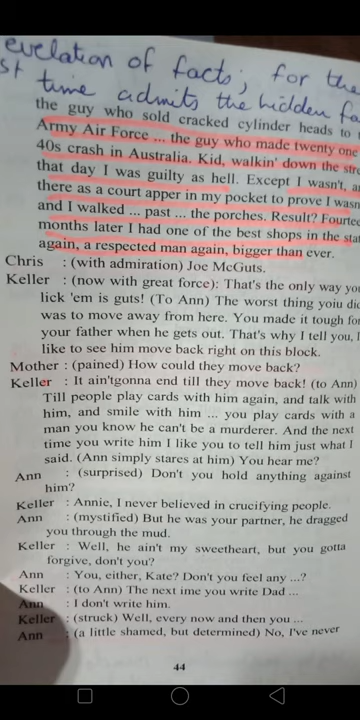 evelation of facts; for the
st time admits the hidden fa
the guy who sold cracked cylinder heads to
Army Air Force ... the guy who made twenty one
40s crash in Australia. Kid, walkin' down the stre
that day I was guilty as hell. Except I wasn't, a
there as a court apper in my pocket to prove I wasn
and I walked ... past ... the porches. Result? Fourtee
months later I had one of the best shops in the sta
again, a respected man again, bigger than ever.
Chris : (with admiration) Joe McGuts.
Keller : (now with great force): That's the only way yo
lick 'em is guts! (To Ann) The worst thing yoiu did
was to move away from here. You made it tough for
your father when he gets out. That's why I tell you, I
like to see him move back right on this block.
Mother : (pained) How could they move back?
Keller : It ain'tgonna end till they move back! (to Ann)
Till people play cards with him again, and talk with
him, and smile with him ... you play cards with a
man you know he can't be a murderer. And the next
time you write him I like you to tell him just what I
said. (Ann simply stares at him) You hear me?
Ann : (surprised) Don't you hold anything against
him?
Keller : Annie, I never believed in crucifying people.
Ann : (mystified) But he was your partner, he dragged
you through the mud.
Keller : Well, he ain't my sweetheart, but you gotta
forgive, don't you?
Ann : You, either, Kate? Don't you feel any ...?
Keller : (to Ann) The next ime you write Dad ...
Ann : I don't write him.
Keller : (struck) Well, every now and then you ...
Ann : (a little shamed, but determined) No, I've never
44